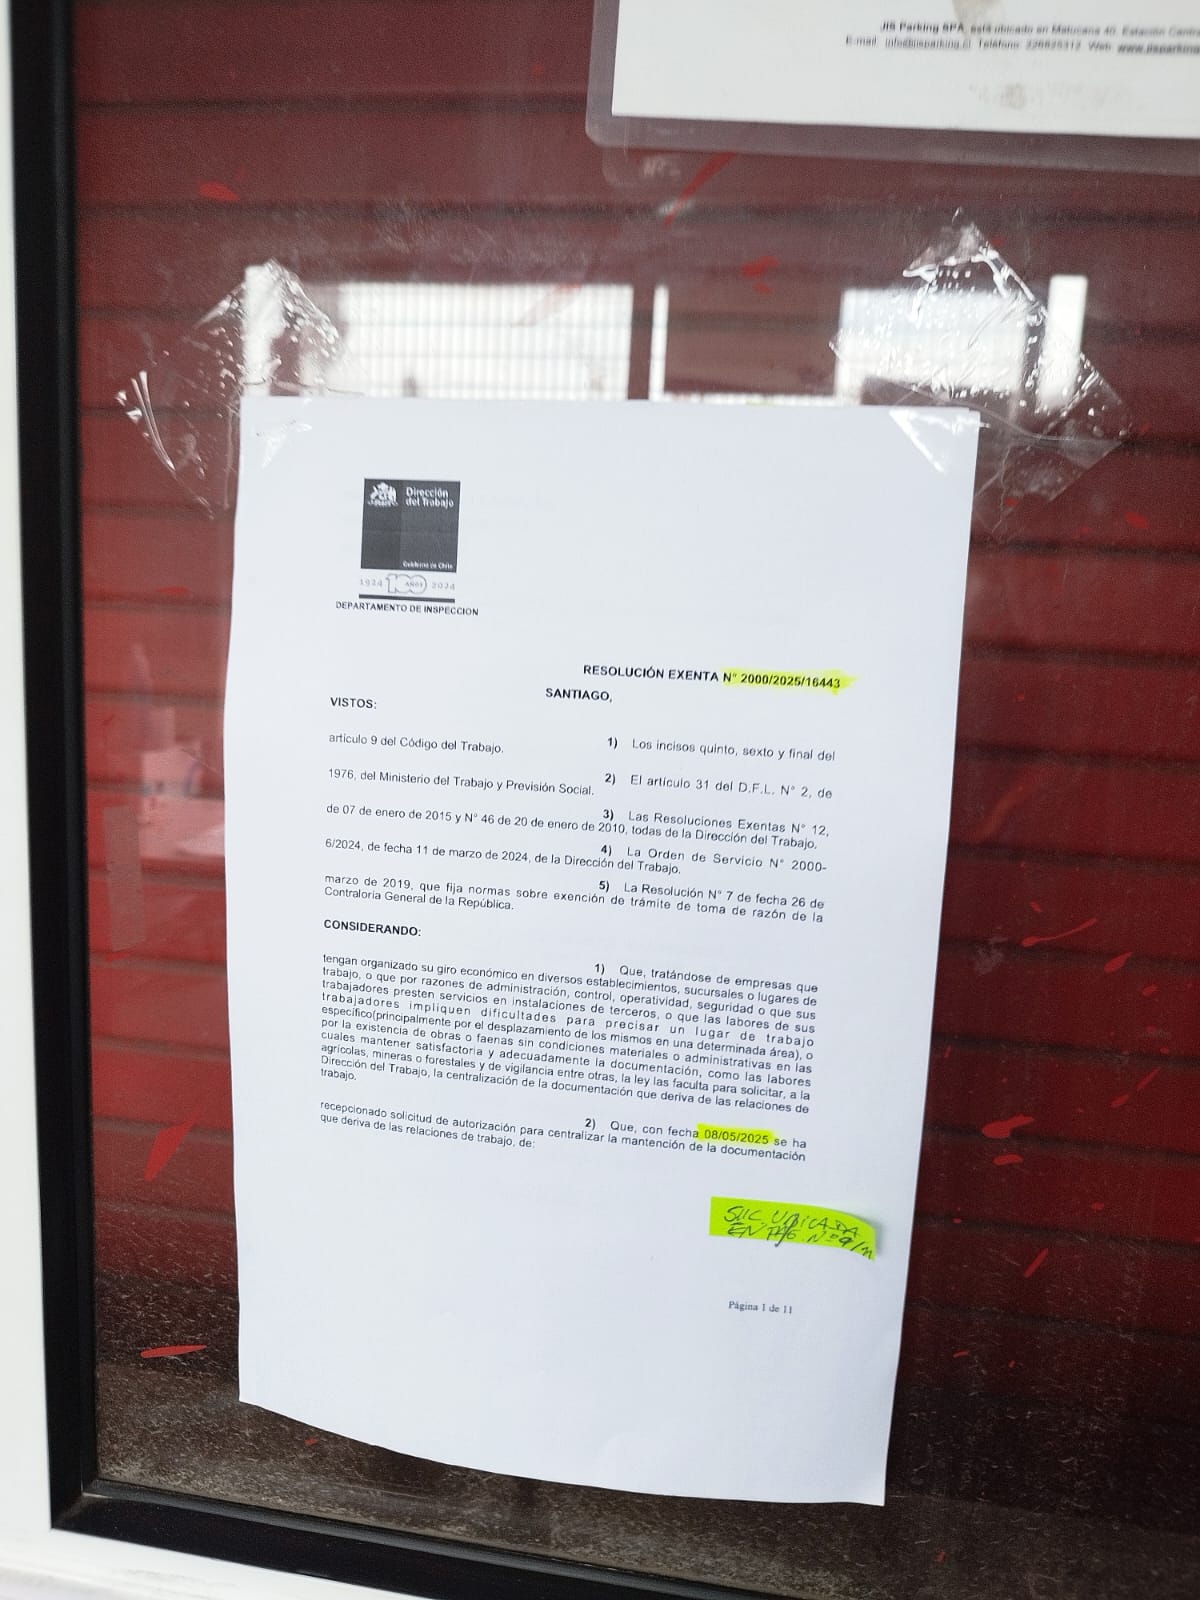 JIS Parking SPA, está ubicado en Matucana 40, Estación Centra
E-mail: info@jisparking.cl Teléfono: 226825312 Web: www.jisparking
Dirección
del Trabajo
Gobierno de Chile
1924 100 AÑOS 2024
DEPARTAMENTO DE INSPECCION
RESOLUCIÓN EXENTA N° 2000/2025/16443
SANTIAGO,
VISTOS:
1) Los incisos quinto, sexto y final del
articulo 9 del Código del Trabajo.
2) El artículo 31 del D.F.L. N° 2, de
1976, del Ministerio del Trabajo y Previsión Social.
3) Las Resoluciones Exentas N° 12,
de 07 de enero de 2015 y N° 46 de 20 de enero de 2010, todas de la Dirección del Trabajo.
4) La Orden de Servicio N° 2000-
6/2024, de fecha 11 de marzo de 2024, de la Dirección del Trabajo.
5) La Resolución N° 7 de fecha 26 de
marzo de 2019, que fija normas sobre exención de trámite de toma de razón de la
Contraloría General de la República.
CONSIDERANDO:
1) Que, tratándose de empresas que
tengan organizado su giro económico en diversos establecimientos, sucursales o lugares de
trabajo, o que por razones de administración, control, operatividad, seguridad o que sus
trabajadores presten servicios en instalaciones de terceros, o que las labores de sus
trabajadores impliquen dificultades para precisar un lugar de trabajo
específico(principalmente por el desplazamiento de los mismos en una determinada área), o
por la existencia de obras o faenas sin condiciones materiales o administrativas en las
cuales mantener satisfactoria y adecuadamente la documentación, como las labores
agrícolas, mineras o forestales y de vigilancia entre otras, la ley las faculta para solicitar, a la
Dirección del Trabajo, la centralización de la documentación que deriva de las relaciones de
trabajo.
2) Que, con fecha 08/05/2025 se ha
recepcionado solicitud de autorización para centralizar la mantención de la documentación
que deriva de las relaciones de trabajo, de:
SUC. UBICADA
EN PAG. N°9/
Página 1 de 11